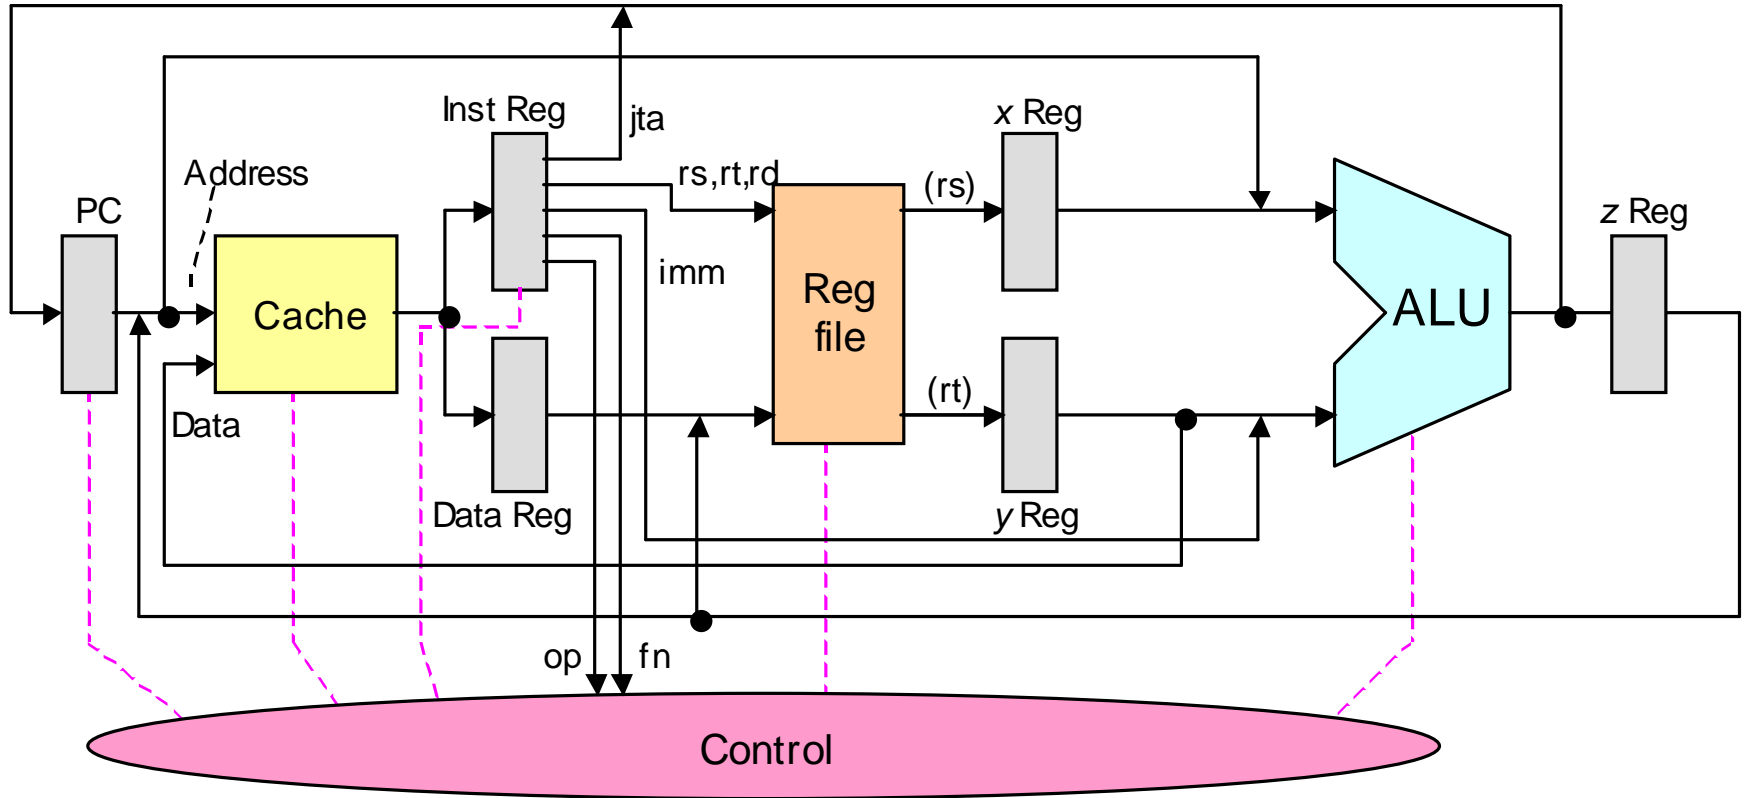 Inst Reg
jta
x Reg
Address
rs,rt,rd
(rs)
PC
z Reg
imm
Cache
Reg
file
ALU
(rt)
Data
Data Reg
y Reg
op
fn
Control